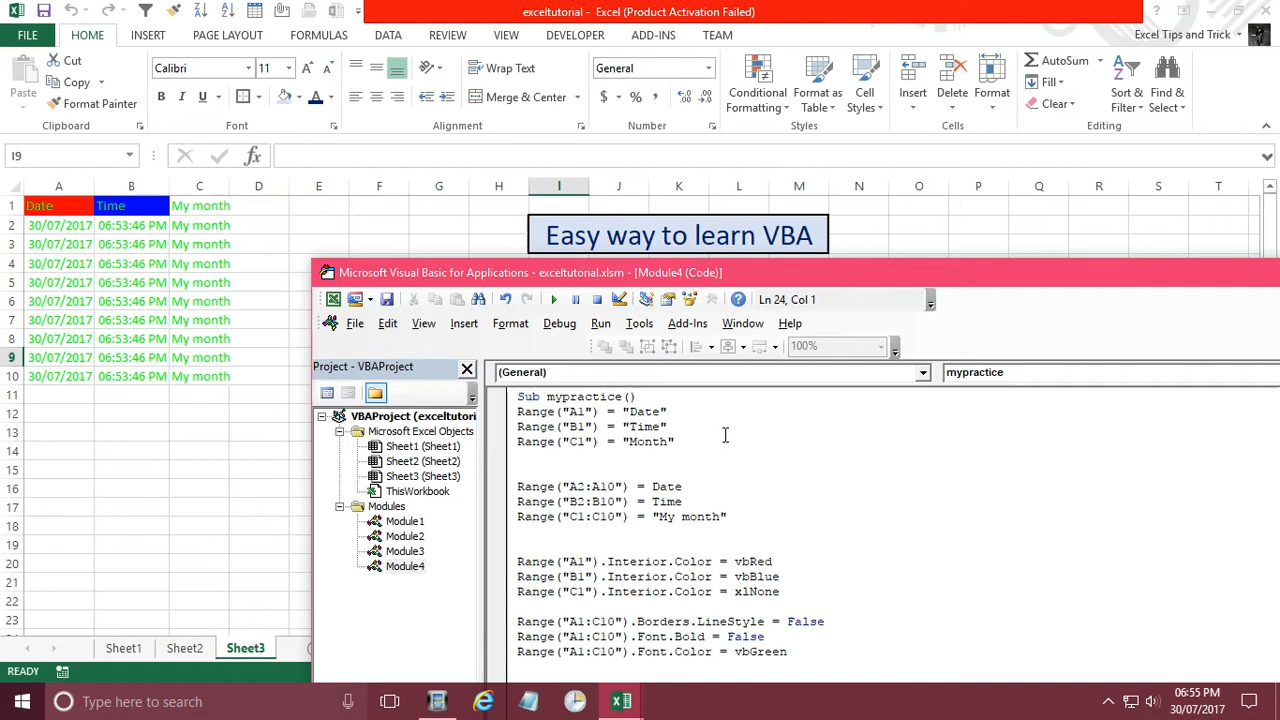 exceltutorial - Excel (Product Activation Failed)
FILE HOME INSERT PAGE LAYOUT FORMULAS DATA REVIEW VIEW DEVELOPER ADD-INS TEAM Excel Tips and Trick
Paste Cut Calibri 11 Wrap Text General Conditional Formatting Format as Table Cell Styles Insert Delete Format AutoSum Sort & Filter Find & Select
Copy Fill
Format Painter B I U A Merge & Center $ % Clear
Clipboard Font Alignment Number Styles Cells Editing
I9 fx
A B C D E F G H I J K L M N O P Q R S T
1 Date Time My month
2 30/07/2017 06:53:46 PM My month
3 30/07/2017 06:53:46 PM My month
4 30/07/2017 06:53:46 PM My month
5 30/07/2017 06:53:46 PM My month
6 30/07/2017 06:53:46 PM My month
7 30/07/2017 06:53:46 PM My month
8 30/07/2017 06:53:46 PM My month
9 30/07/2017 06:53:46 PM My month
10 30/07/2017 06:53:46 PM My month
11
12
13
14
15
16
17
18
19
20
21
22
23
Easy way to learn VBA
Microsoft Visual Basic for Applications - exceltutorial.xlsm - [Module4 (Code)]
Ln 24, Col 1
File Edit View Insert Format Debug Run Tools Add-Ins Window Help
100%
Project - VBAProject
(General) mypractice
VBAProject (exceltutori
Microsoft Excel Objects
Sheet1 (Sheet1)
Sheet2 (Sheet2)
Sheet3 (Sheet3)
ThisWorkbook
Modules
Module1
Module2
Module3
Module4
Sub mypractice()
Range("A1") = "Date"
Range("B1") = "Time"
Range("C1") = "Month"
Range("A2:A10") = Date
Range("B2:B10") = Time
Range("C1:C10") = "My month"
Range("A1").Interior.Color = vbRed
Range("B1").Interior.Color = vbBlue
Range("C1").Interior.Color = xlNone
Range("A1:C10").Borders.LineStyle = False
Range("A1:C10").Font.Bold = False
Range("A1:C10").Font.Color = vbGreen
Sheet1 Sheet2 Sheet3
READY
Type here to search
06:55 PM
30/07/2017